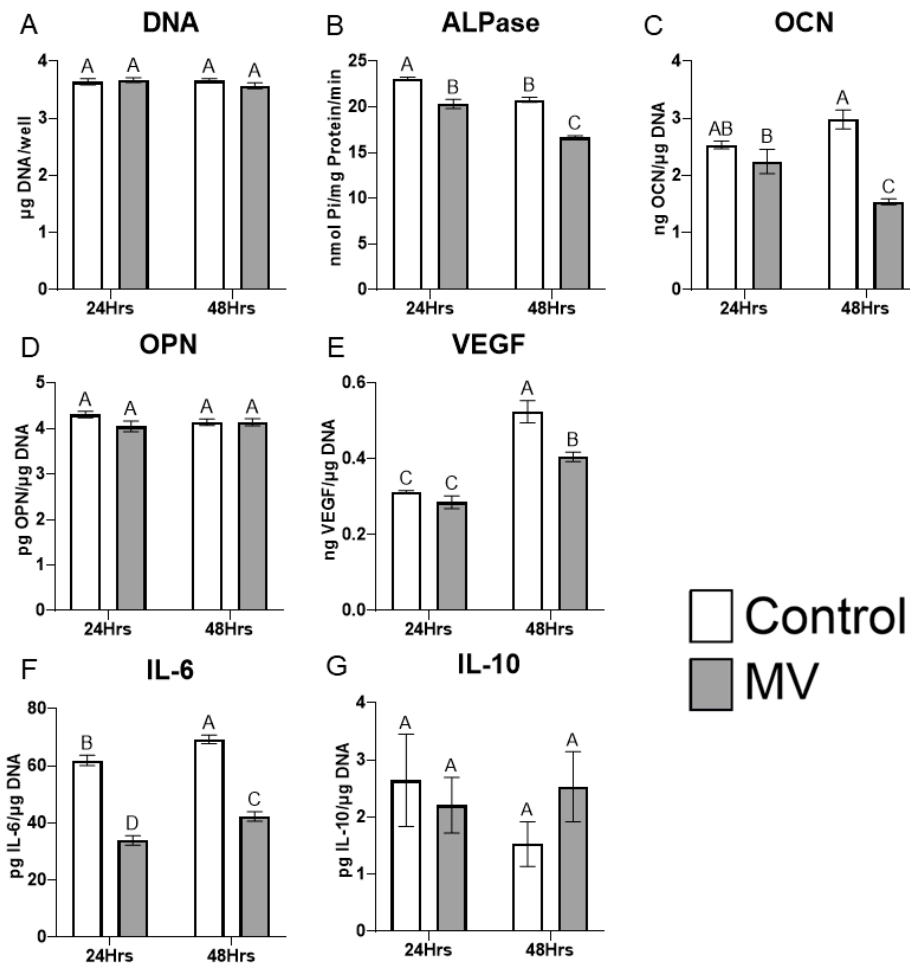 A DNA
µg DNA/well
4
3
2
1
0
A A A A
24Hrs 48Hrs
B ALPase
nmol Pi/mg Protein/min
25
20
15
10
5
0
A B B C
24Hrs 48Hrs
C OCN
ng OCN/µg DNA
4
3
2
1
0
AB B A C
24Hrs 48Hrs
D OPN
pg OPN/µg DNA
5
4
3
2
1
0
A A A A
24Hrs 48Hrs
E VEGF
ng VEGF/µg DNA
0.6
0.4
0.2
0.0
C C A B
24Hrs 48Hrs
Control
MV
F IL-6
pg IL-6/µg DNA
80
60
40
20
0
B D A C
24Hrs 48Hrs
G IL-10
pg IL-10/µg DNA
4
3
2
1
0
A A A A
24Hrs 48Hrs